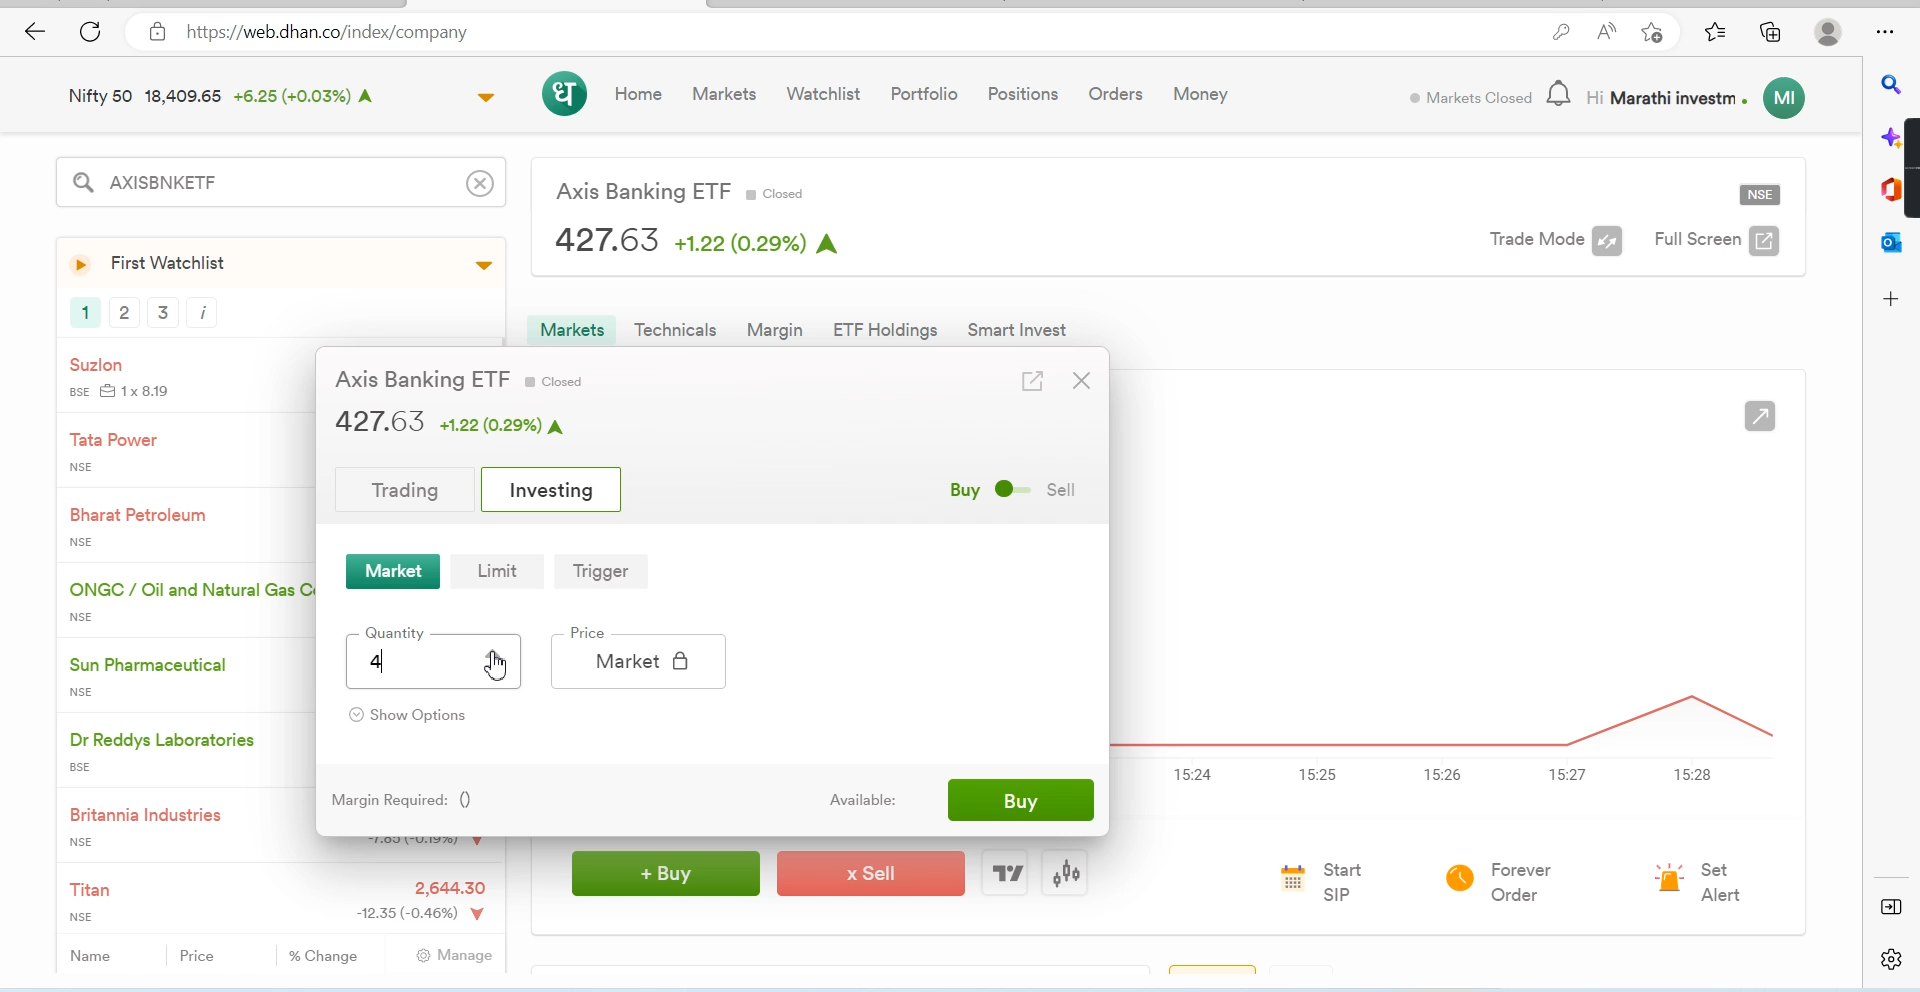 https://web.dhan.co/index/company
Nifty 50 18,409.65 +6.25 (+0.03%)
ध
Home Markets Watchlist Portfolio Positions Orders Money
Markets Closed
Hi Marathi investm
MI
AXISBNKETF
First Watchlist
1 2 3 i
Suzlon
BSE 1 x 8.19
Tata Power
NSE
Bharat Petroleum
NSE
ONGC / Oil and Natural Gas
NSE
Sun Pharmaceutical
NSE
Dr Reddys Laboratories
BSE
Britannia Industries
NSE -7.85 (-0.19%)
Titan 2,644.30
NSE -12.35 (-0.46%)
Name Price % Change Manage
Axis Banking ETF Closed
NSE
427.63 +1.22 (0.29%)
Trade Mode Full Screen
Markets Technicals Margin ETF Holdings Smart Invest
Axis Banking ETF Closed
427.63 +1.22 (0.29%)
Trading Investing
Buy Sell
Market Limit Trigger
Quantity Price
4 Market
Show Options
Margin Required: () Available: Buy
15:24 15:25 15:26 15:27 15:28
+ Buy x Sell
Start SIP
Forever Order
Set Alert